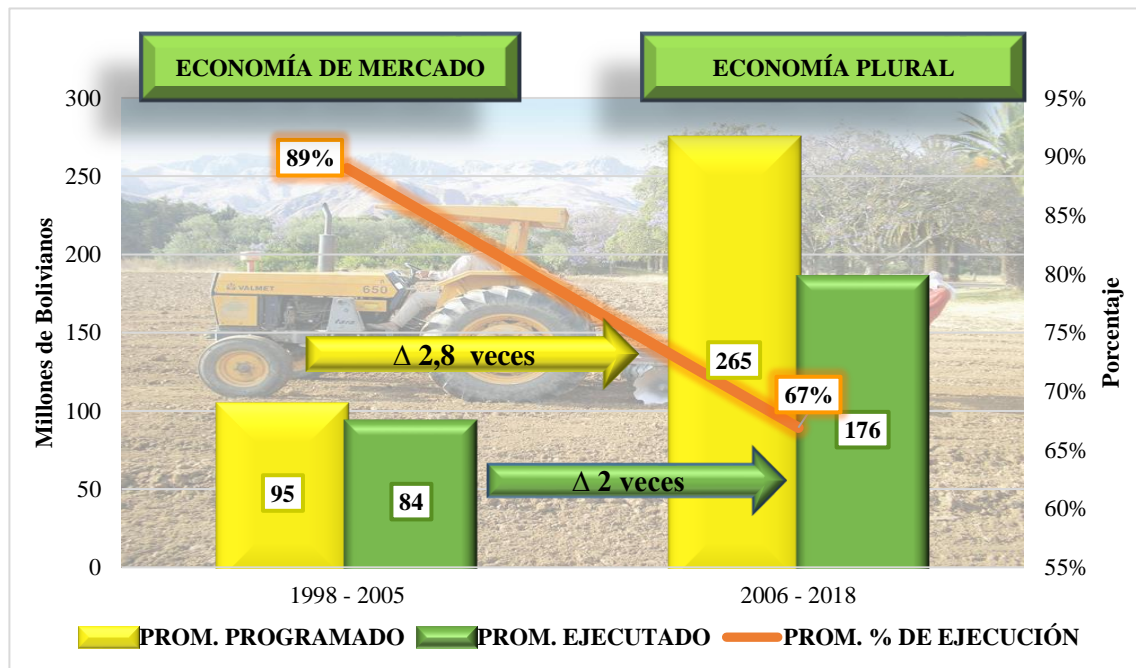 ECONOMÍA DE MERCADO
ECONOMÍA PLURAL
300
250
200
150
100
50
0
Millones de Bolivianos
95%
90%
85%
80%
75%
70%
65%
60%
55%
Porcentaje
89%
VALMET
650
Δ 2,8 veces
265
67%
176
Δ 2 veces
95
84
1998 - 2005
2006 - 2018
PROM. PROGRAMADO
PROM. EJECUTADO
PROM. % DE EJECUCIÓN